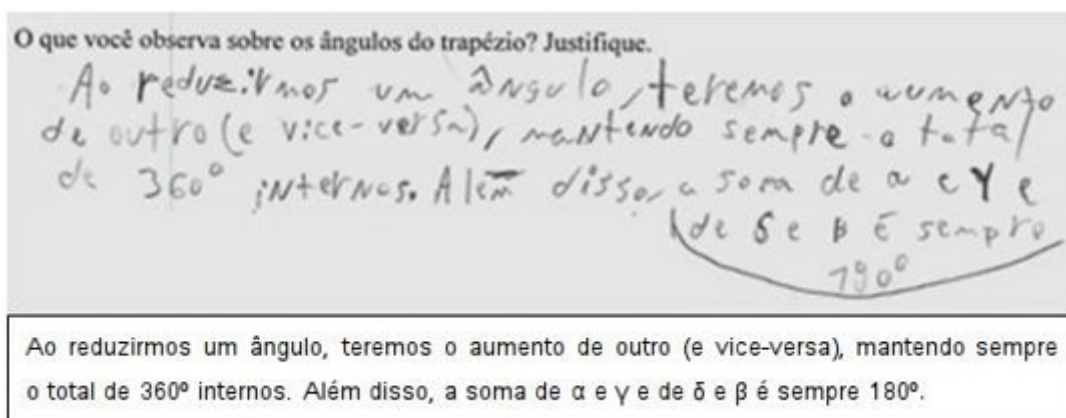 O que você observa sobre os ângulos do trapézio? Justifique.
Ao reduzirmos um ângulo, teremos o aumento
de outro (e vice-versa), mantendo sempre o total
de 360° internos. Além disso, a soma de α e γ e
de δ e β é sempre
180°
Ao reduzirmos um ângulo, teremos o aumento de outro (e vice-versa), mantendo sempre
o total de 360º internos. Além disso, a soma de α e γ e de δ e β é sempre 180º.